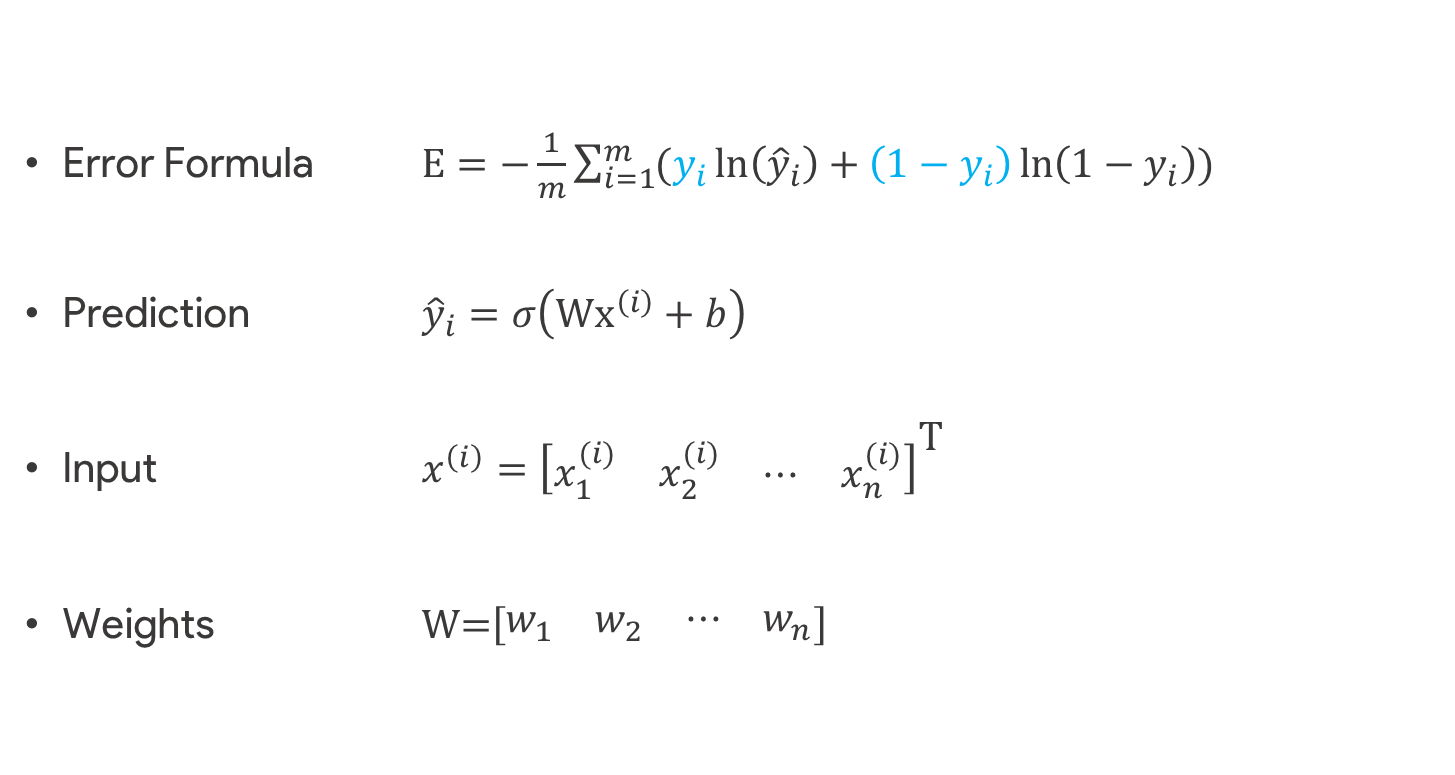 • Error Formula E = −\frac{1}{m}∑_{i=1}^{m}(y_i ln(ŷ_i) + (1 − y_i) ln(1 − y_i))
• Prediction ŷ_i = σ(Wx^{(i)} + b)
• Input x^{(i)} = [x_1^{(i)} x_2^{(i)} ⋯ x_n^{(i)}]^T
• Weights W=[w_1 w_2 ⋯ w_n]